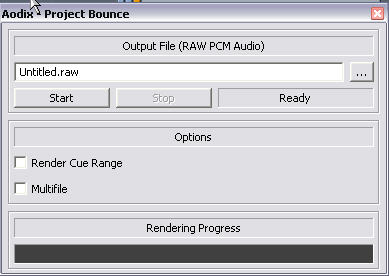 Aodix - Project Bounce
Output File (RAW PCM Audio)
Untitled.raw
...
Start Stop Ready
Options
Render Cue Range
Multifile
Rendering Progress